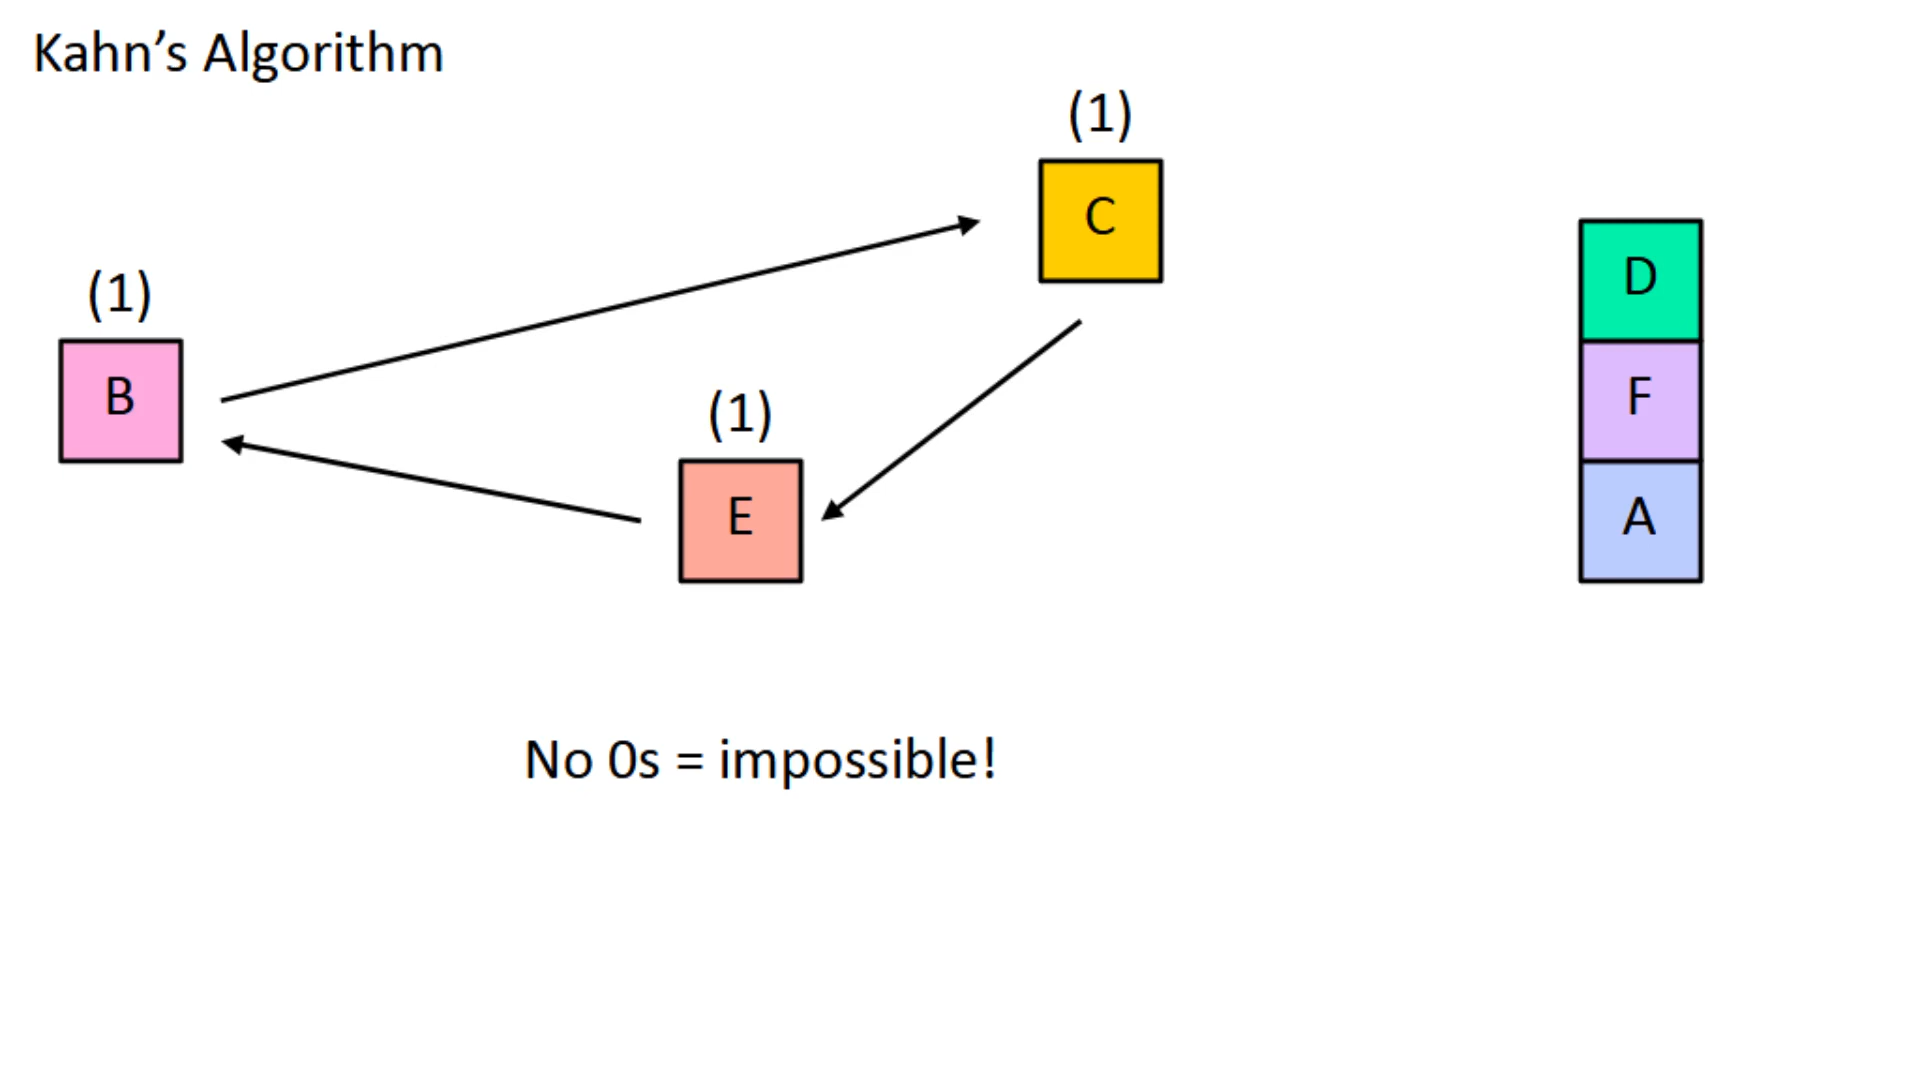 Kahn’s Algorithm
(1)
C
(1)
B
(1)
E
D
F
A
No 0s = impossible!